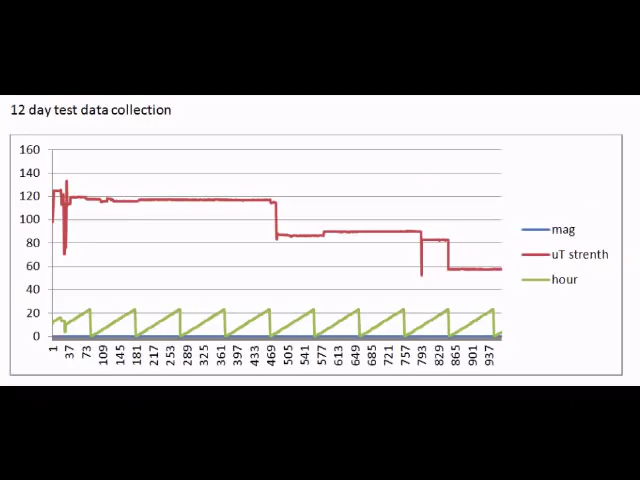 12 day test data collection
160
140
120
100
80
60
40
20
0
mag
uT strenth
hour
1 37 73 109 145 181 217 253 289 325 361 397 433 469 505 541 577 613 649 685 721 757 793 829 865 901 937